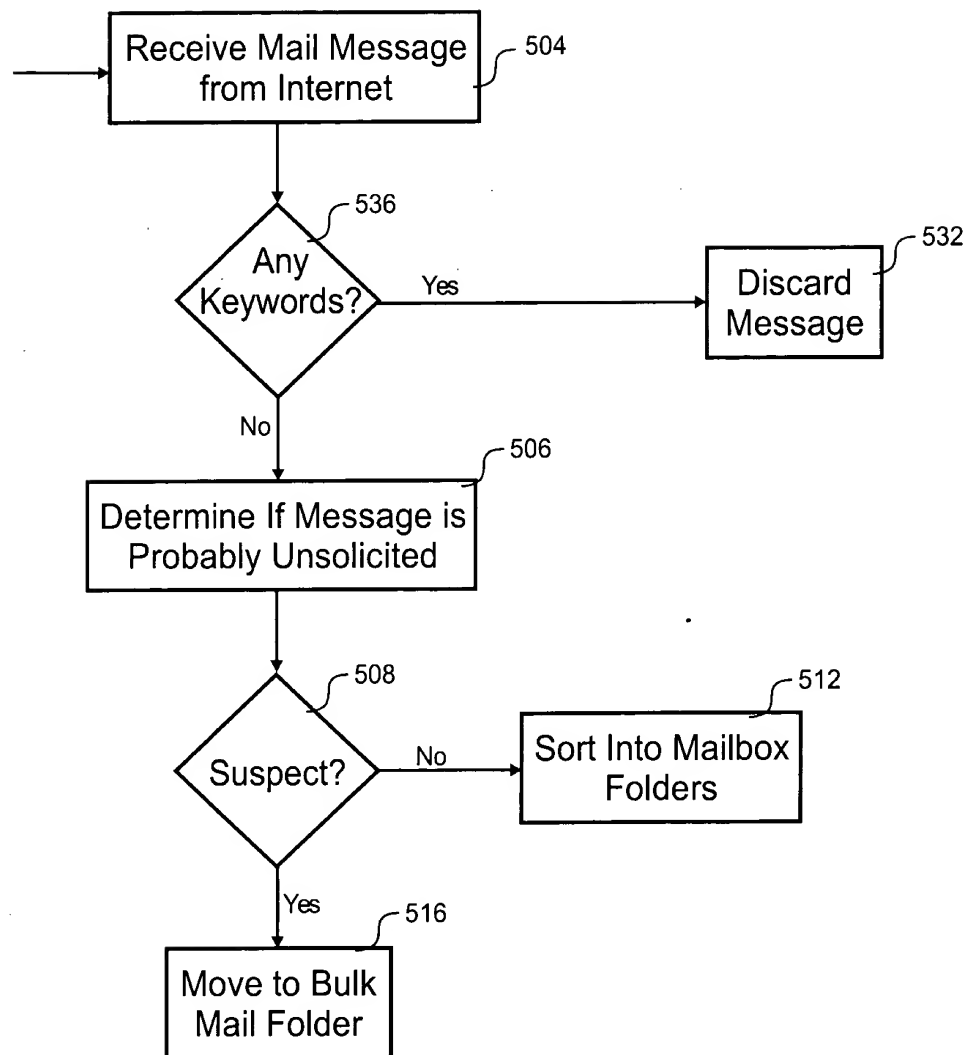 Receive Mail Message
from Internet
504
536
Any
Keywords?
Yes
532
Discard
Message
No
506
Determine If Message is
Probably Unsolicited
508
Suspect?
No
512
Sort Into Mailbox
Folders
Yes
516
Move to Bulk
Mail Folder